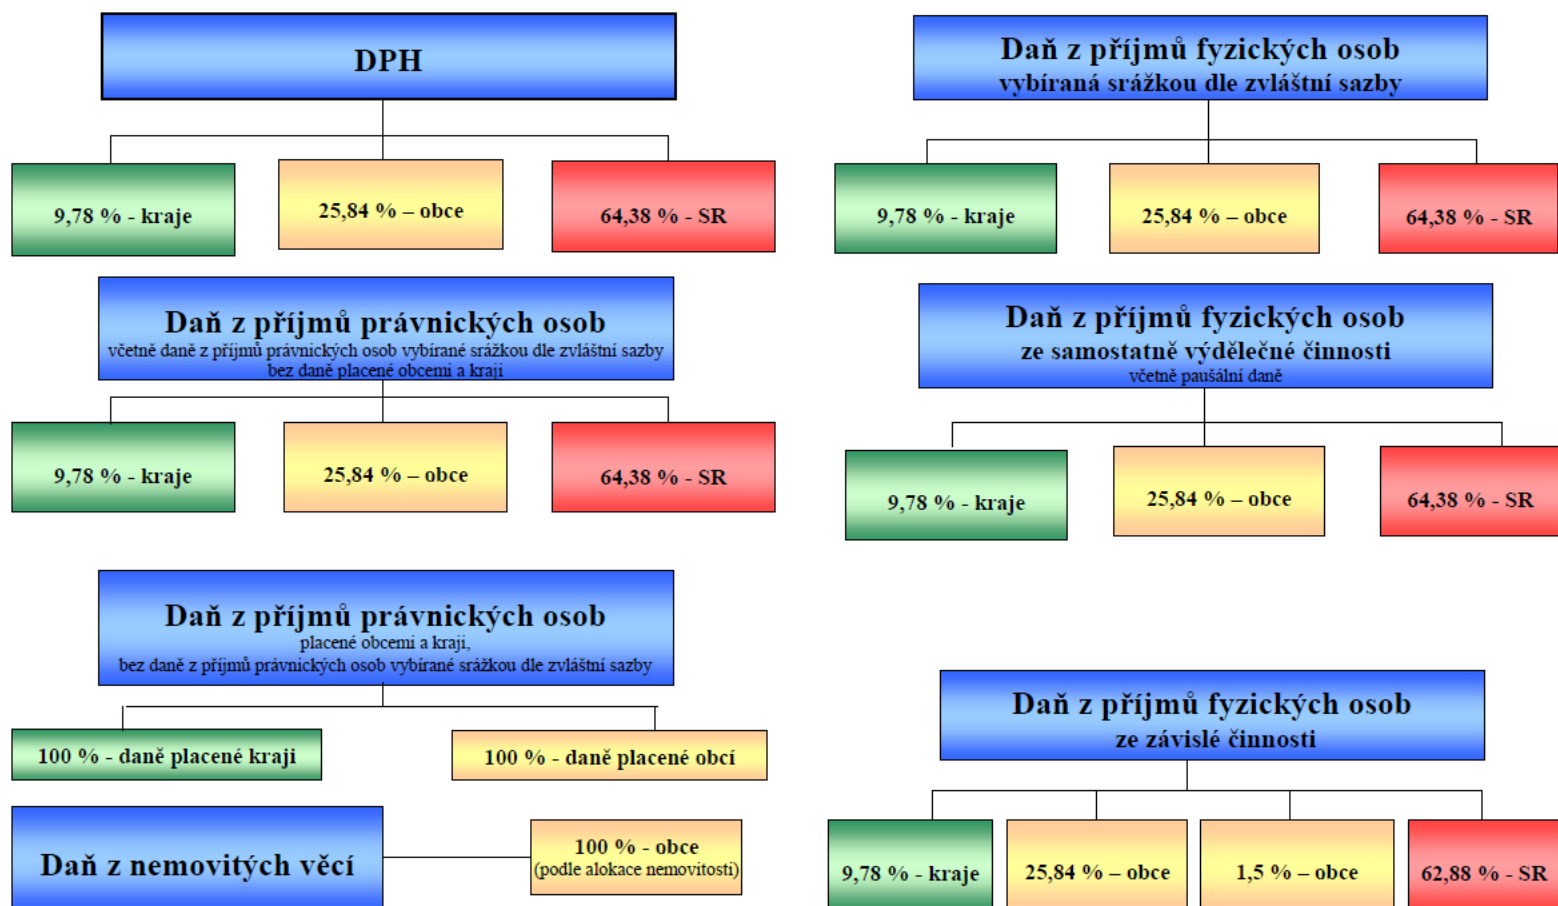 DPH
9,78 % - kraje
25,84 % – obce
64,38 % - SR
Daň z příjmů právnických osob
včetně daně z příjmů právnických osob vybírané srážkou dle zvláštní sazby
bez daně placené obcemi a kraji
9,78 % - kraje
25,84 % – obce
64,38 % - SR
Daň z příjmů právnických osob
placené obcemi a kraji,
bez daně z příjmů právnických osob vybírané srážkou dle zvláštní sazby
100 % - daně placené kraji
100 % - daně placené obcí
Daň z nemovitých věcí
100 % - obce
(podle alokace nemovitosti)
Daň z příjmů fyzických osob
vybíraná srážkou dle zvláštní sazby
9,78 % - kraje
25,84 % – obce
64,38 % - SR
Daň z příjmů fyzických osob
ze samostatně výdělečné činnosti
včetně paušální daně
9,78 % - kraje
25,84 % – obce
64,38 % - SR
Daň z příjmů fyzických osob
ze závislé činnosti
9,78 % - kraje
25,84 % – obce
1,5 % – obce
62,88 % - SR